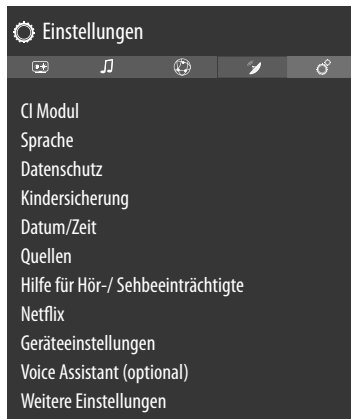 Einstellungen
CI Modul
Sprache
Datenschutz
Kindersicherung
Datum/Zeit
Quellen
Hilfe für Hör-/ Sehbeeinträchtigte
Netflix
Geräteeinstellungen
Voice Assistant (optional)
Weitere Einstellungen